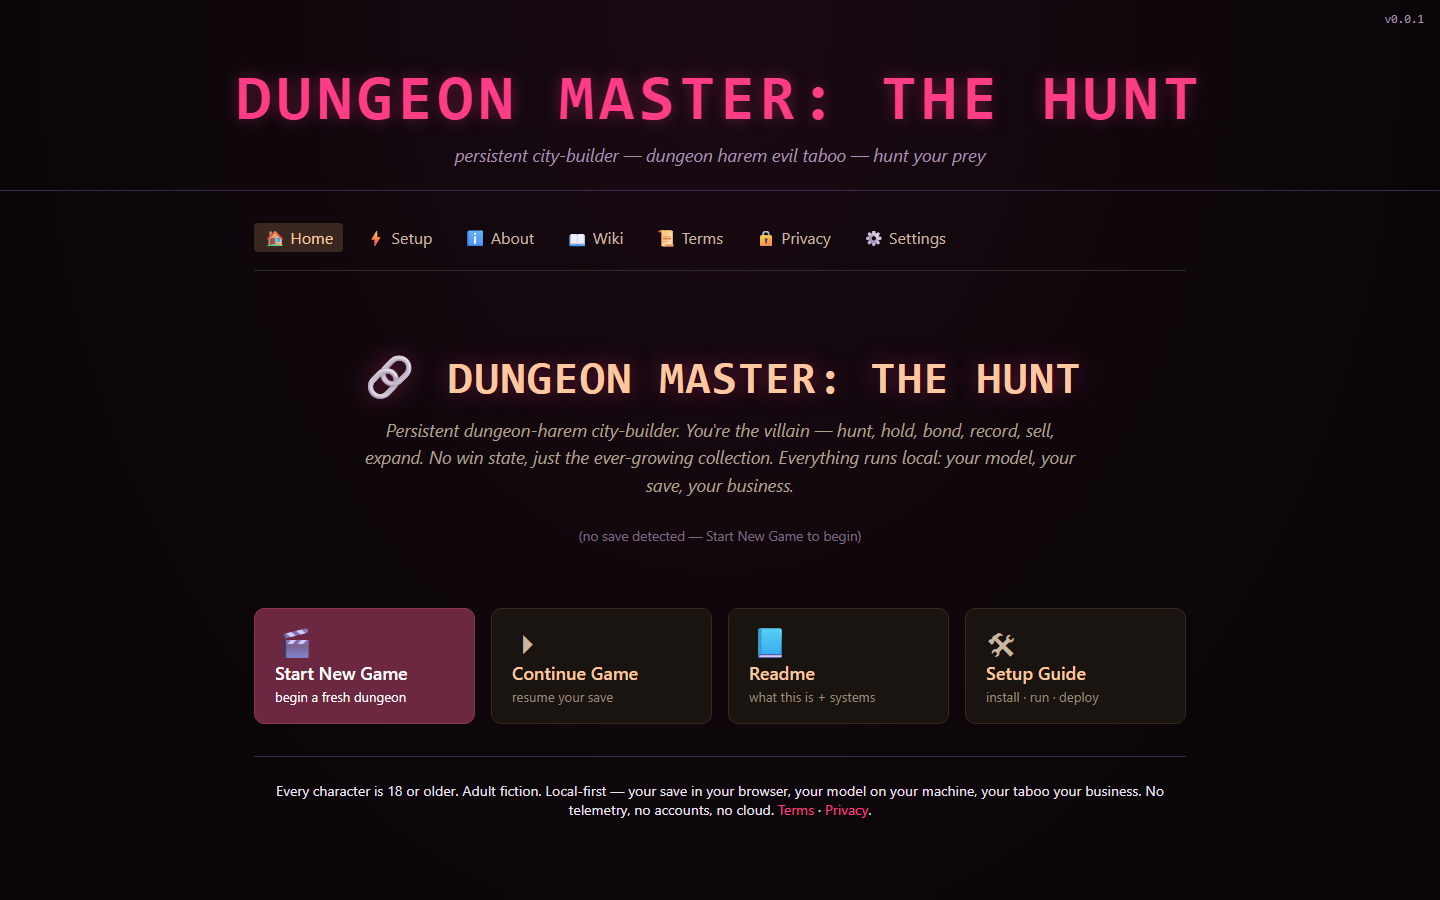 v0.0.1
DUNGEON MASTER: THE HUNT
persistent city-builder — dungeon harem evil taboo — hunt your prey
Home
Setup
About
Wiki
Terms
Privacy
Settings
DUNGEON MASTER: THE HUNT
Persistent dungeon-harem city-builder. You're the villain — hunt, hold, bond, record, sell,
expand. No win state, just the ever-growing collection. Everything runs local: your model, your
save, your business.
(no save detected — Start New Game to begin)
Start New Game
begin a fresh dungeon
Continue Game
resume your save
Readme
what this is + systems
Setup Guide
install · run · deploy
Every character is 18 or older. Adult fiction. Local-first — your save in your browser, your model on your machine, your taboo your business. No
telemetry, no accounts, no cloud. Terms · Privacy.